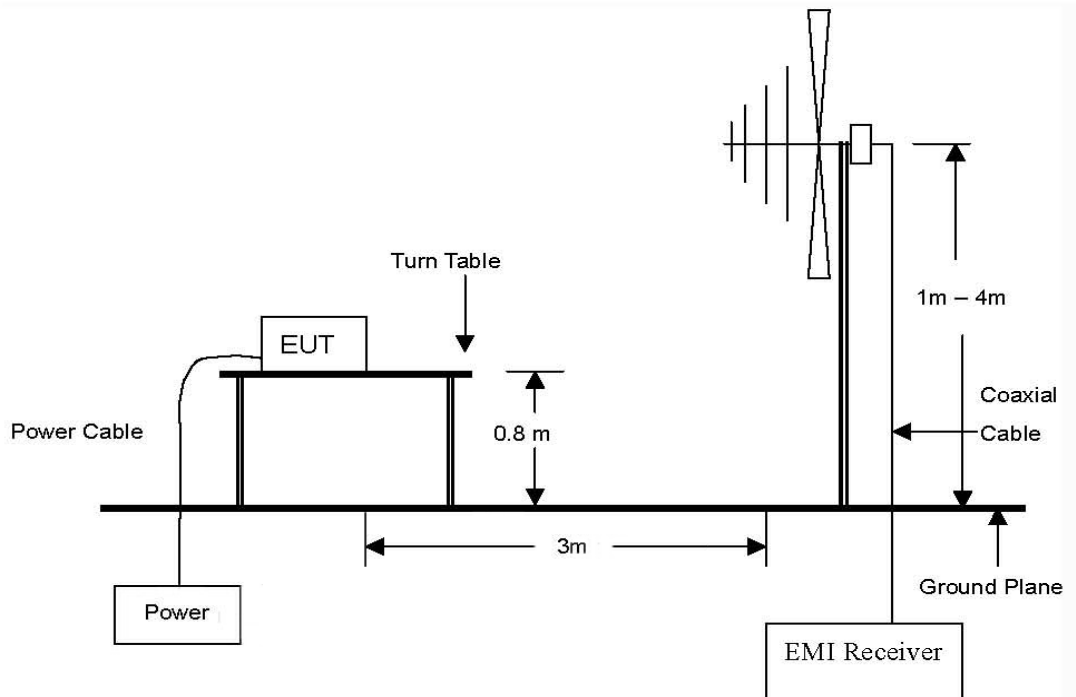 Turn Table
1m – 4m
EUT
Coaxial
Cable
Power Cable
0.8 m
3m
Ground Plane
Power
EMI Receiver